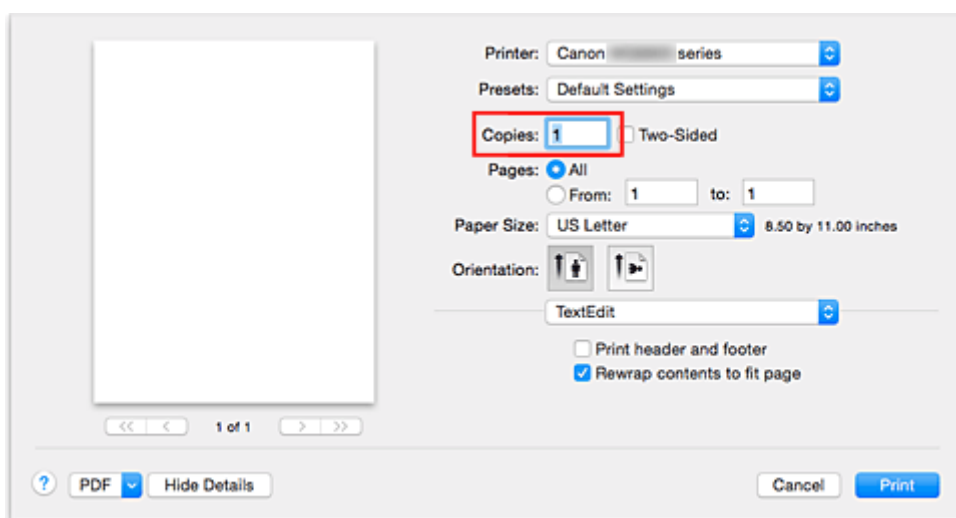 Printer: Canon series
Presets: Default Settings
Copies: 1 Two-Sided
Pages: All
From: 1 to: 1
Paper Size: US Letter 8.50 by 11.00 inches
Orientation:
TextEdit
Print header and footer
Rewrap contents to fit page
<< < 1 of 1 > >>
? PDF Hide Details Cancel Print